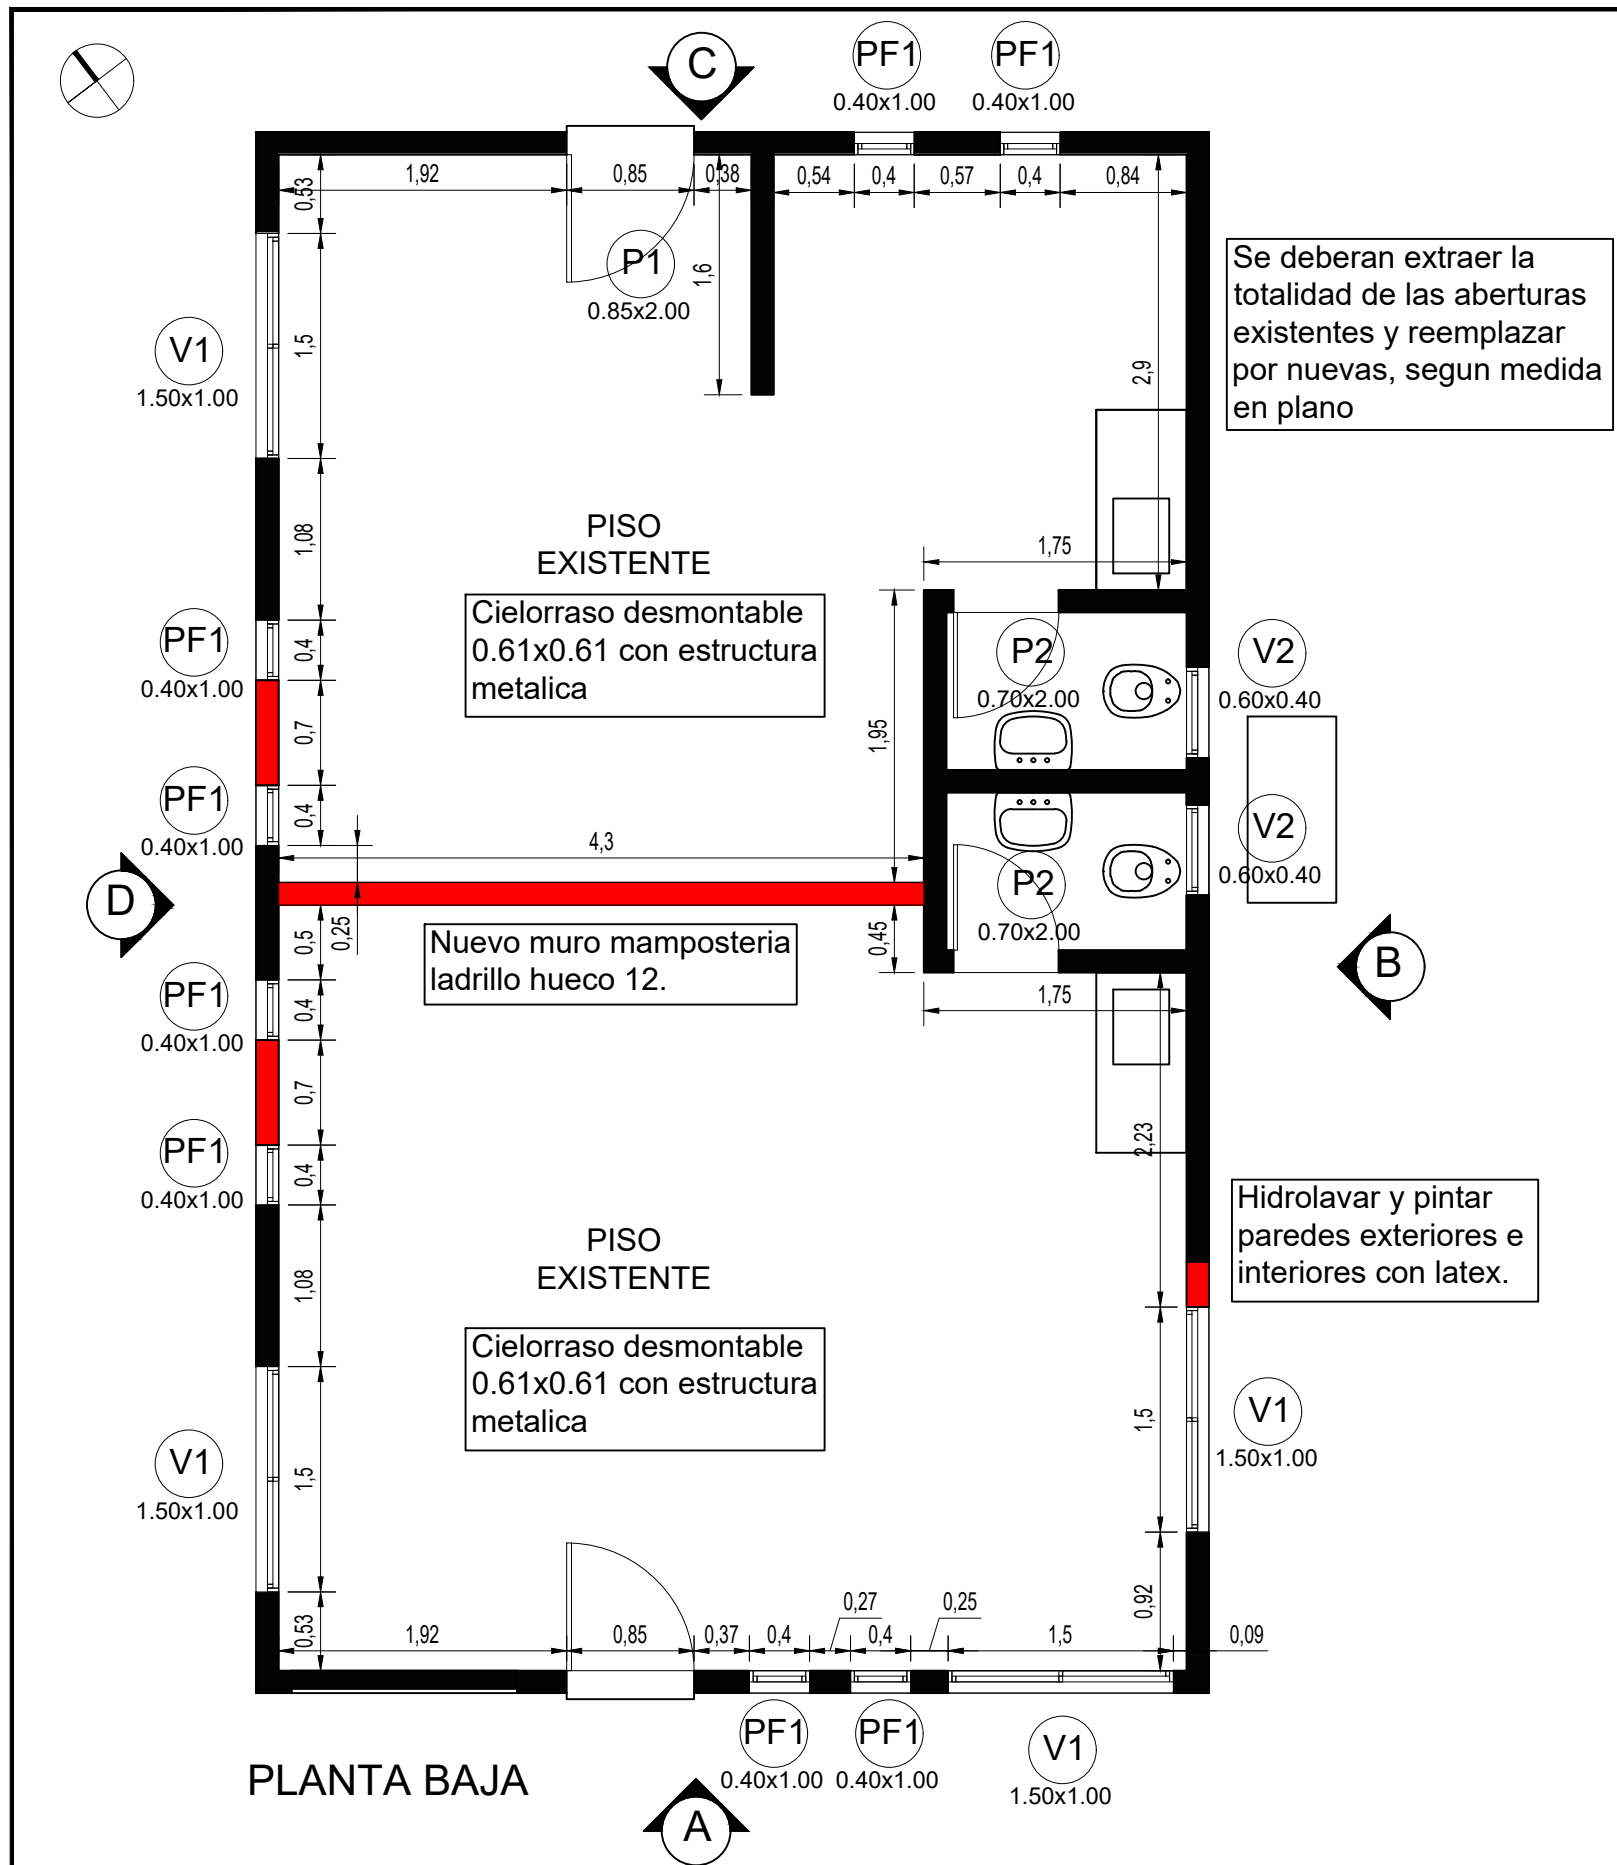 C
PF1
PF1
0.40x1.00
0.40x1.00
1,92
0,85
0,38
0,54
0,4
0,57
0,4
0,84
0,53
P1
0.85x2.00
1,6
Se deberan extraer la
totalidad de las aberturas
existentes y reemplazar
por nuevas, segun medida
en plano
V1
1.50x1.00
1,5
2,9
1,08
PISO
EXISTENTE
1,75
Cielorraso desmontable
0.61x0.61 con estructura
metalica
PF1
0.40x1.00
0,4
P2
0.70x2.00
V2
0.60x0.40
0,7
1,95
PF1
0.40x1.00
0,4
4,3
V2
0.60x0.40
D
P2
0.70x2.00
0,25
0,5
0,45
Nuevo muro mamposteria
ladrillo hueco 12.
B
PF1
0.40x1.00
0,4
1,75
0,7
PF1
0.40x1.00
0,4
2,23
1,08
PISO
EXISTENTE
Hidrolavar y pintar
paredes exteriores e
interiores con latex.
Cielorraso desmontable
0.61x0.61 con estructura
metalica
V1
1.50x1.00
1,5
1,5
V1
1.50x1.00
0,53
0,92
0,27
0,25
1,92
0,85
0,37
0,4
0,4
1,5
0,09
PF1
PF1
V1
0.40x1.00
0.40x1.00
1.50x1.00
PLANTA BAJA
A